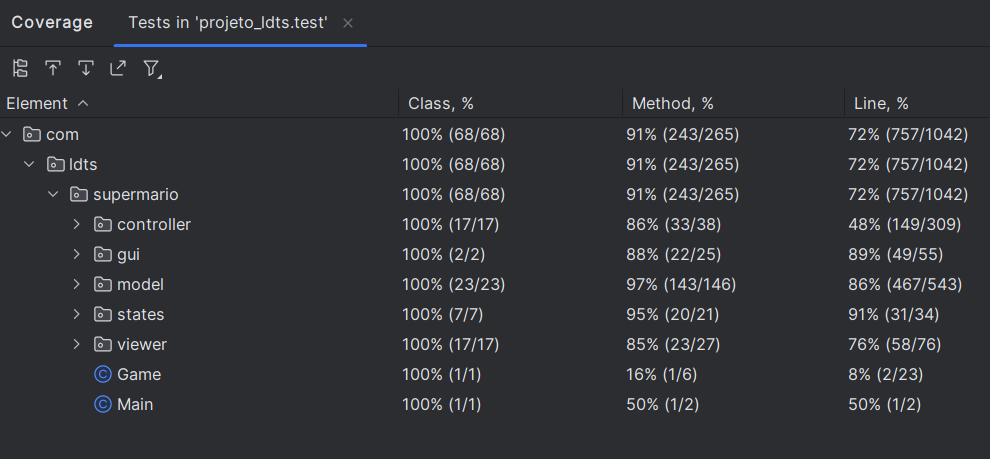 Coverage Tests in 'projeto_ldts.test'
Element Class, % Method, % Line, %
com 100% (68/68) 91% (243/265) 72% (757/1042)
ldts 100% (68/68) 91% (243/265) 72% (757/1042)
supermario 100% (68/68) 91% (243/265) 72% (757/1042)
controller 100% (17/17) 86% (33/38) 48% (149/309)
gui 100% (2/2) 88% (22/25) 89% (49/55)
model 100% (23/23) 97% (143/146) 86% (467/543)
states 100% (7/7) 95% (20/21) 91% (31/34)
viewer 100% (17/17) 85% (23/27) 76% (58/76)
C Game 100% (1/1) 16% (1/6) 8% (2/23)
C Main 100% (1/1) 50% (1/2) 50% (1/2)